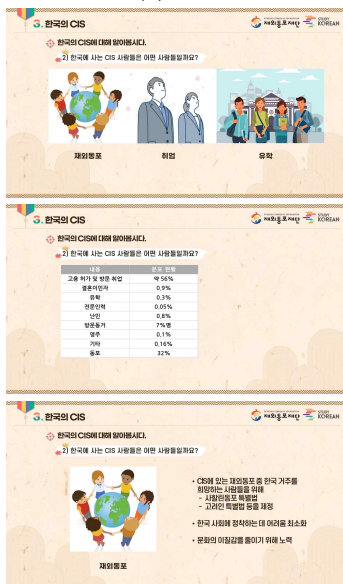 3. 한국의 CIS
재외동포재단
STUDY
KOREAN
한국의 CIS에 대해 알아봅시다.
2) 한국에 사는 CIS 사람들은 어떤 사람들일까요?
재외동포
취업
유학
3. 한국의 CIS
재외동포재단
STUDY
KOREAN
한국의 CIS에 대해 알아봅시다.
2) 한국에 사는 CIS 사람들은 어떤 사람들일까요?
내용 분포 현황
고용 허가 및 방문 취업 약 56%
결혼이민자 0.9%
유학 0.3%
전문인력 0.05%
난민 0.8%
방문동거 7%명
영주 0.1%
기타 0.16%
동포 32%
3. 한국의 CIS
재외동포재단
STUDY
KOREAN
한국의 CIS에 대해 알아봅시다.
2) 한국에 사는 CIS 사람들은 어떤 사람들일까요?
재외동포
• CIS에 있는 재외동포 중 한국 거주를
희망하는 사람들을 위해
- 사할린동포 특별법
- 고려인 특별법 등을 제정
• 한국 사회에 정착하는 데 어려움 최소화
• 문화의 이질감을 줄이기 위해 노력